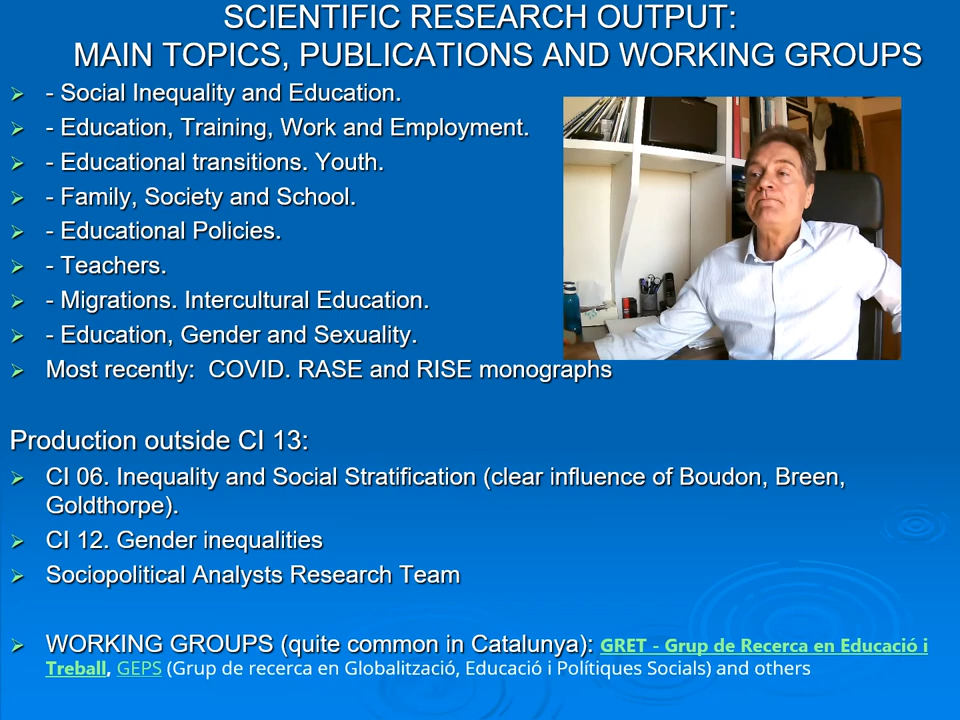 SCIENTIFIC RESEARCH OUTPUT:
MAIN TOPICS, PUBLICATIONS AND WORKING GROUPS
- Social Inequality and Education.
- Education, Training, Work and Employment.
- Educational transitions. Youth.
- Family, Society and School.
- Educational Policies.
- Teachers.
- Migrations. Intercultural Education.
- Education, Gender and Sexuality.
Most recently:  COVID. RASE and RISE monographs
Production outside CI 13:
CI 06. Inequality and Social Stratification (clear influence of Boudon, Breen,
Goldthorpe).
CI 12. Gender inequalities
Sociopolitical Analysts Research Team
WORKING GROUPS (quite common in Catalunya): GRET - Grup de Recerca en Educació i
Treball, GEPS (Grup de recerca en Globalització, Educació i Polítiques Socials) and others